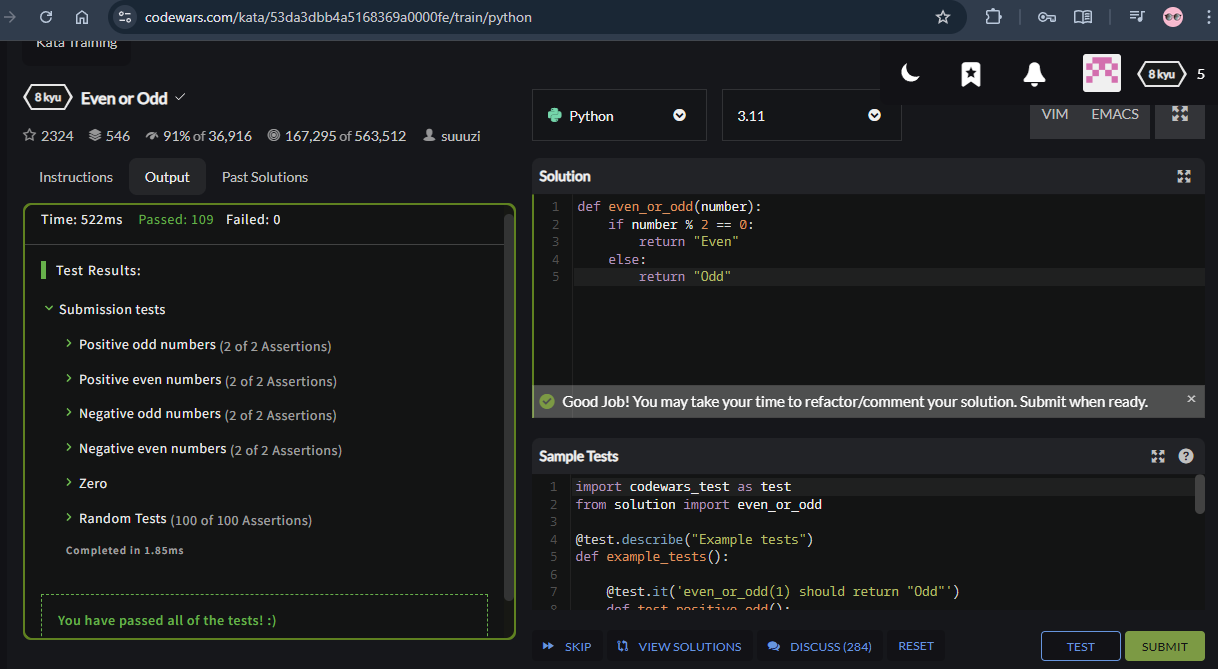 codewars.com/kata/53da3dbb4a5168369a0000fe/train/python
Kata Training
8 kyu Even or Odd
2324 546 91% of 36,916 167,295 of 563,512 suuuzi
8 kyu 5
Python 3.11 VIM EMACS
Instructions Output Past Solutions
Time: 522ms Passed: 109 Failed: 0
Test Results:
Submission tests
Positive odd numbers (2 of 2 Assertions)
Positive even numbers (2 of 2 Assertions)
Negative odd numbers (2 of 2 Assertions)
Negative even numbers (2 of 2 Assertions)
Zero
Random Tests (100 of 100 Assertions)
Completed in 1.85ms
You have passed all of the tests! :)
Solution
1 def even_or_odd(number):
2 if number % 2 == 0:
3 return "Even"
4 else:
5 return "Odd"
Good Job! You may take your time to refactor/comment your solution. Submit when ready.
Sample Tests
1 import codewars_test as test
2 from solution import even_or_odd
3
4 @test.describe("Example tests")
5 def example_tests():
6
7 @test.it('even_or_odd(1) should return "Odd"')
8 def test_positive_odd():
SKIP VIEW SOLUTIONS DISCUSS (284) RESET TEST SUBMIT